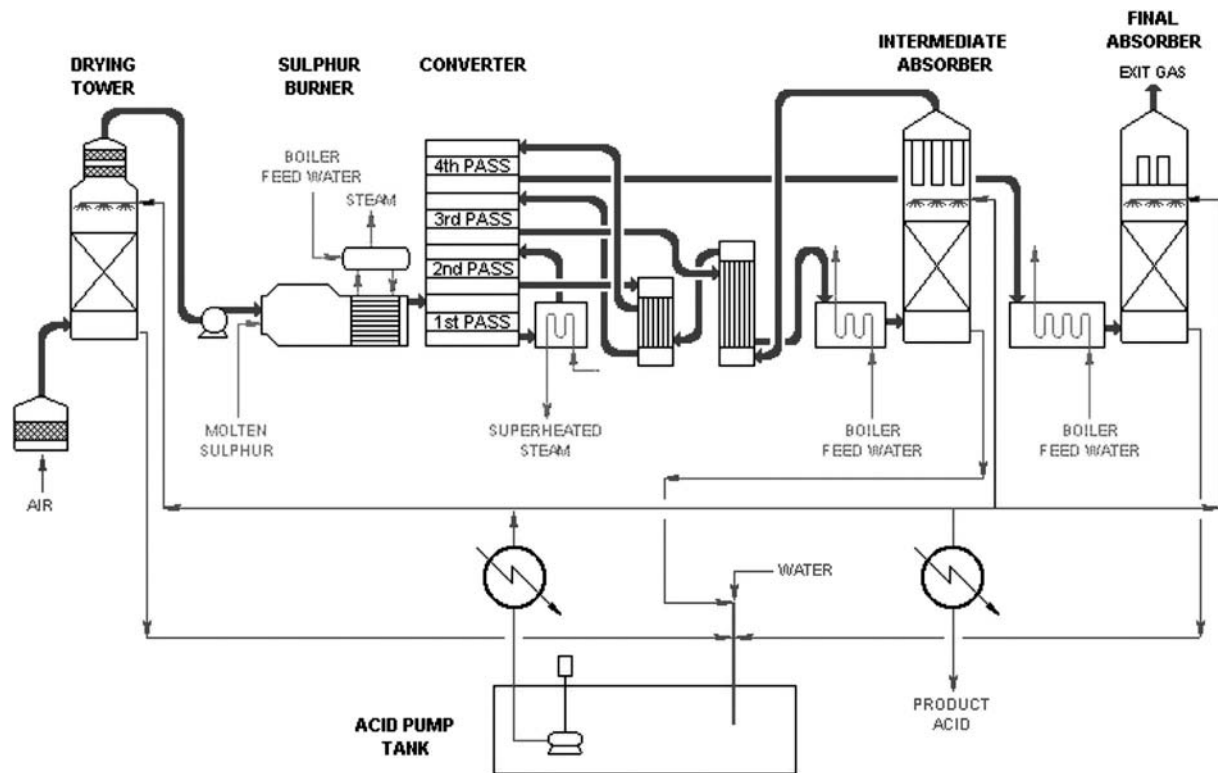 FINAL
ABSORBER
INTERMEDIATE
ABSORBER
EXIT GAS
DRYING
TOWER
SULPHUR
BURNER
CONVERTER
BOILER
FEED WATER
STEAM
4th PASS
3rd PASS
2nd PASS
1st PASS
MOLTEN
SULPHUR
SUPERHEATED
STEAM
BOILER
FEED WATER
BOILER
FEED WATER
AIR
WATER
PRODUCT
ACID
ACID PUMP
TANK